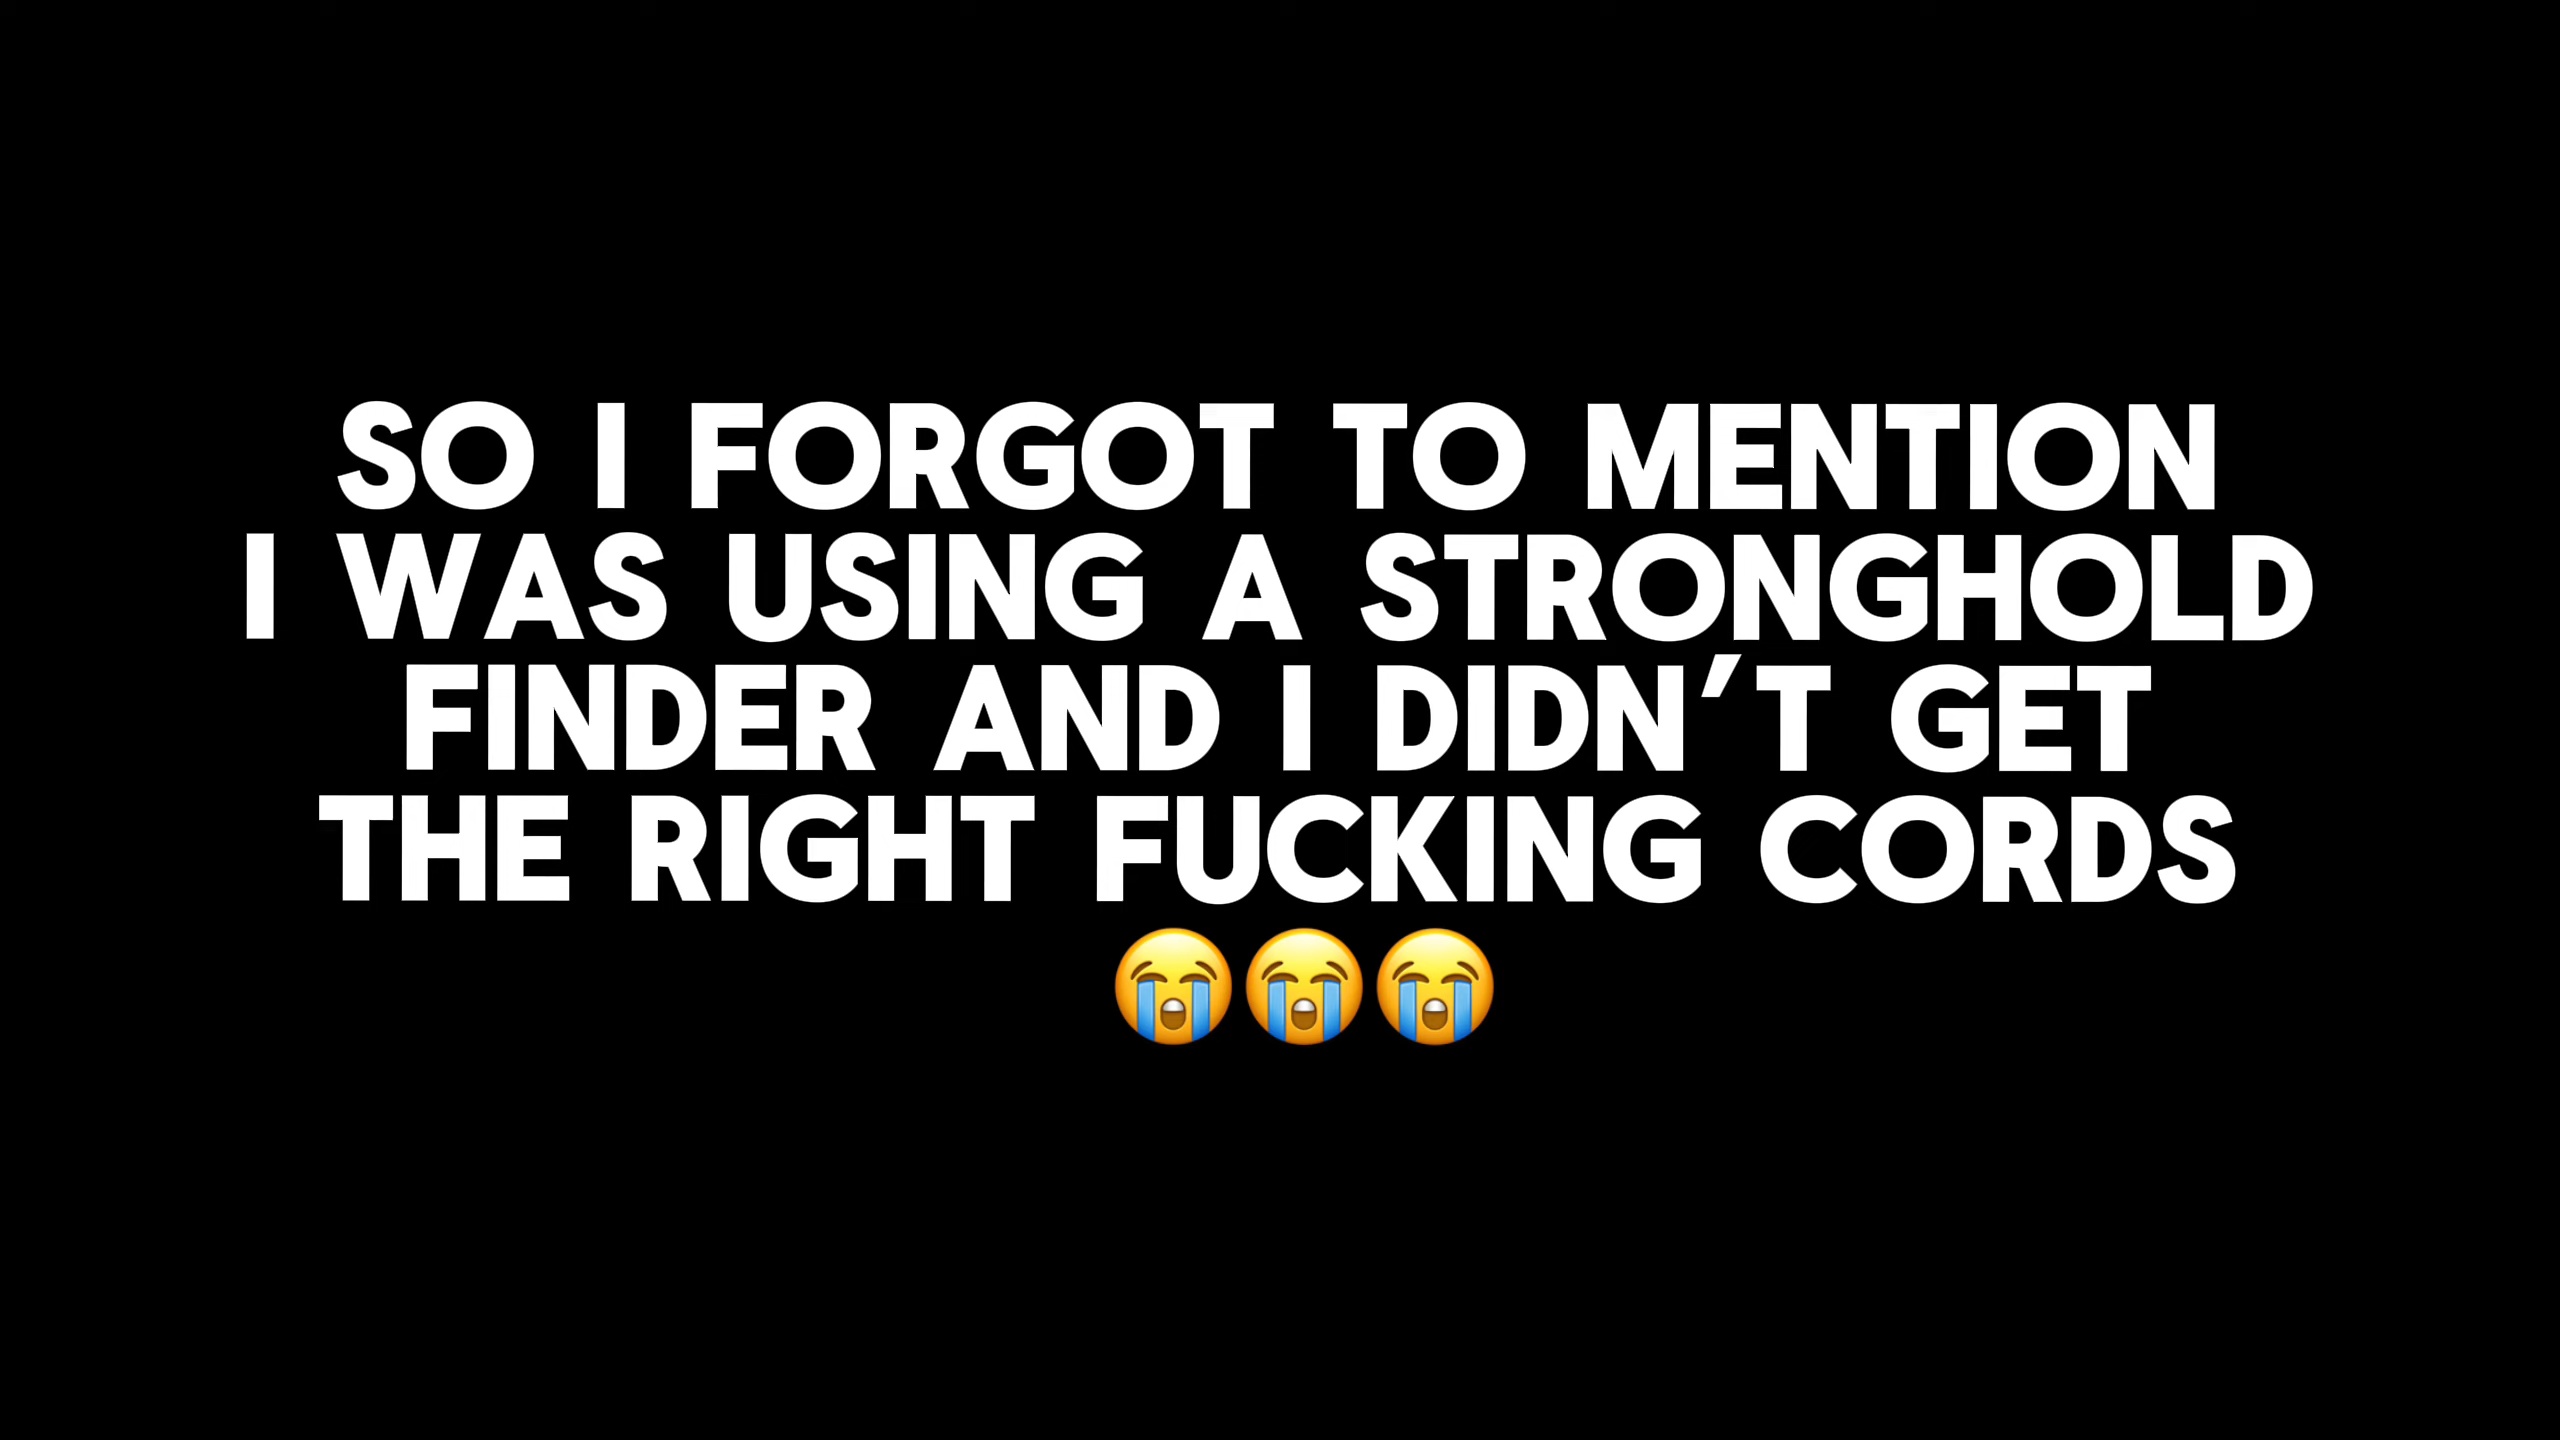 SO I FORGOT TO MENTION
I WAS USING A STRONGHOLD
FINDER AND I DIDN'T GET
THE RIGHT FUCKING CORDS
😭😭😭